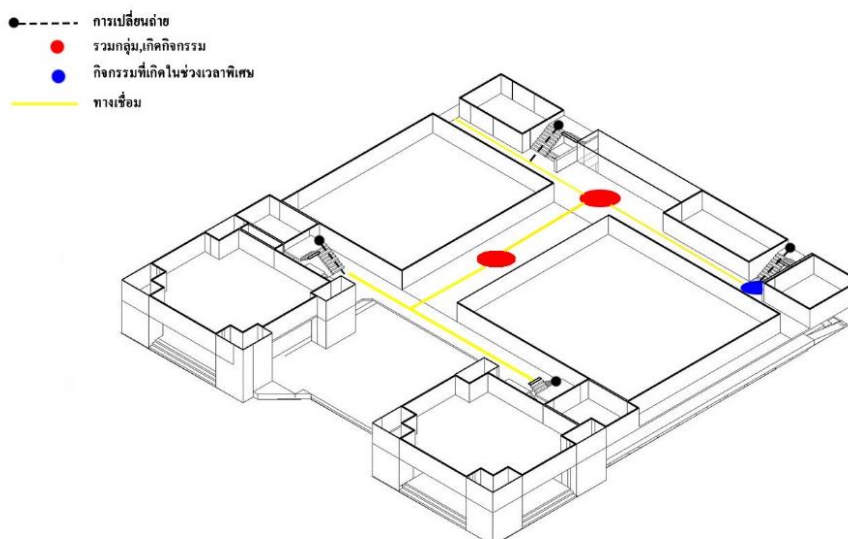 การเปลี่ยนถ่าย
รวมกลุ่ม,เกิดกิจกรรม
กิจกรรมที่เกิดในช่วงเวลาพิเศษ
ทางเชื่อม